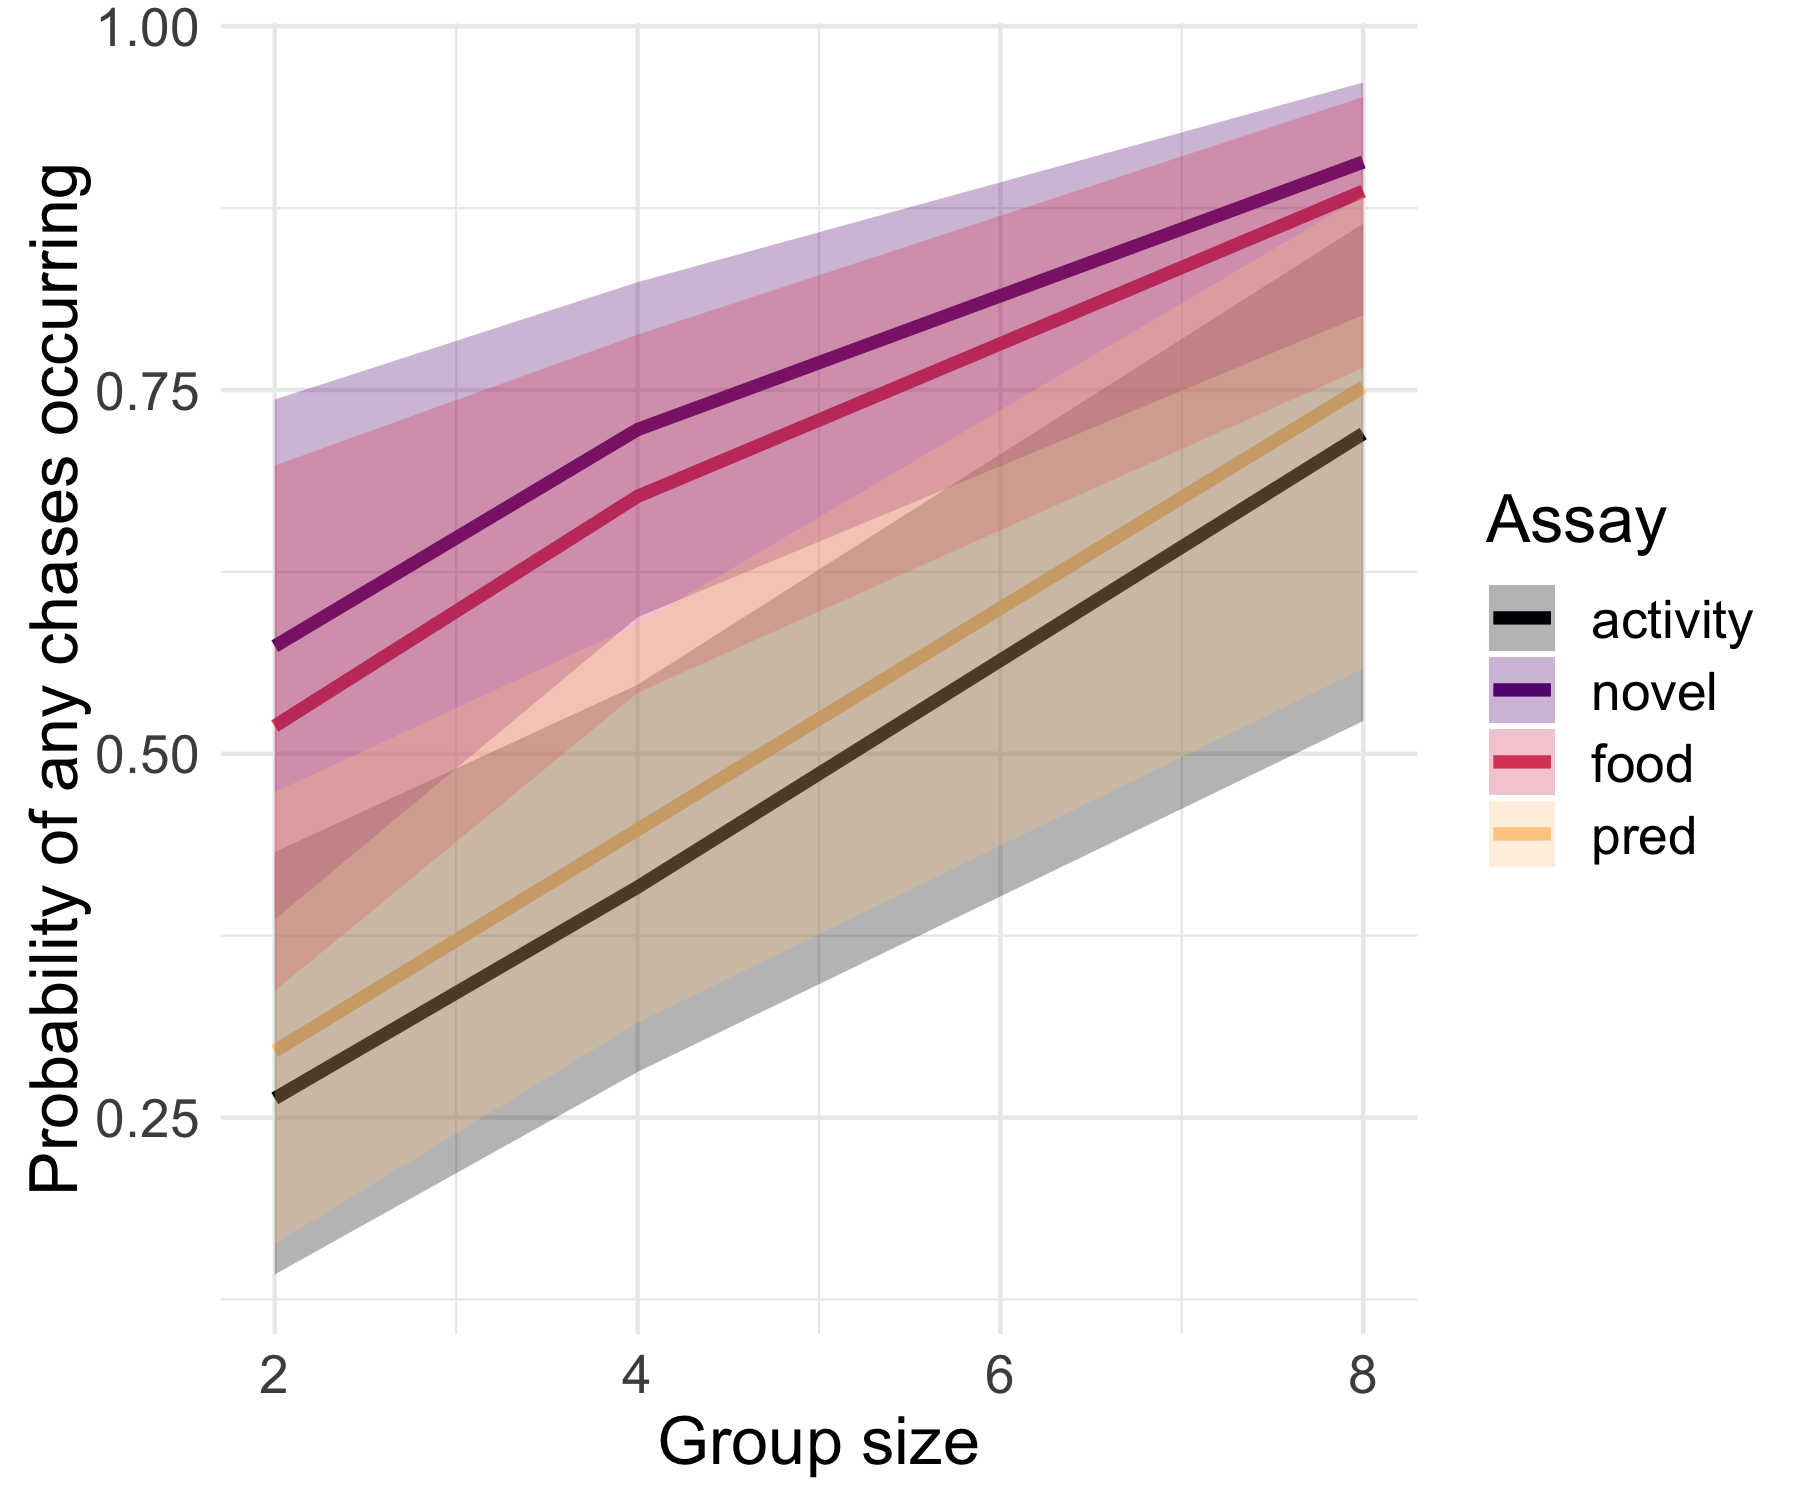 1.00
0.75
0.50
0.25
Probability of any chases occurring
2 4 6 8
Group size
Assay
activity
novel
food
pred